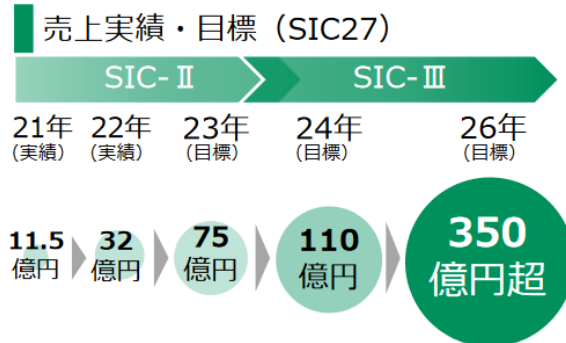 売上実績・目標（SIC27）
SIC-Ⅱ SIC-Ⅲ
21年 22年 23年 24年 26年
(実績) (実績) (目標) (目標) (目標)
11.5 32 75 110 350
億円 億円 億円 億円 億円超